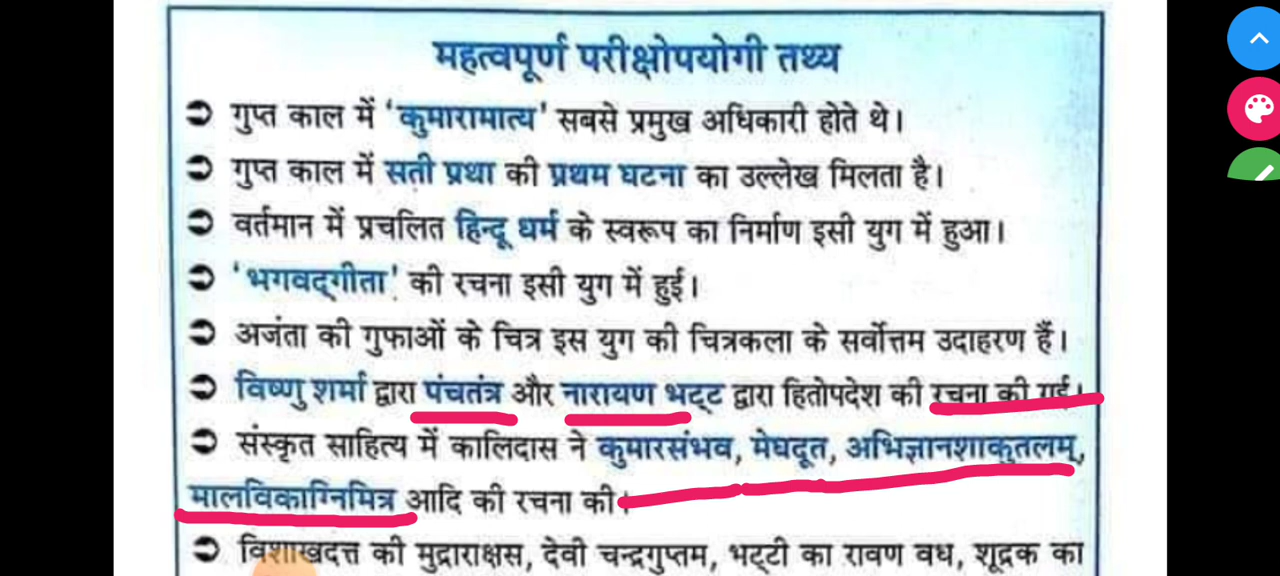 महत्वपूर्ण परीक्षोपयोगी तथ्य
➲ गुप्त काल में 'कुमारामात्य' सबसे प्रमुख अधिकारी होते थे।
➲ गुप्त काल में सती प्रथा की प्रथम घटना का उल्लेख मिलता है।
➲ वर्तमान में प्रचलित हिन्दू धर्म के स्वरूप का निर्माण इसी युग में हुआ।
➲ 'भगवद्गीता' की रचना इसी युग में हुई।
➲ अजंता की गुफाओं के चित्र इस युग की चित्रकला के सर्वोत्तम उदाहरण हैं।
➲ विष्णु शर्मा द्वारा पंचतंत्र और नारायण भट्ट द्वारा हितोपदेश की रचना की गई।
➲ संस्कृत साहित्य में कालिदास ने कुमारसंभव, मेघदूत, अभिज्ञानशाकुतलम्,
मालविकाग्निमित्र आदि की रचना की।
➲ विशाखदत्त की मुद्राराक्षस, देवी चन्द्रगुप्तम, भट्टी का रावण वध, शूद्रक का